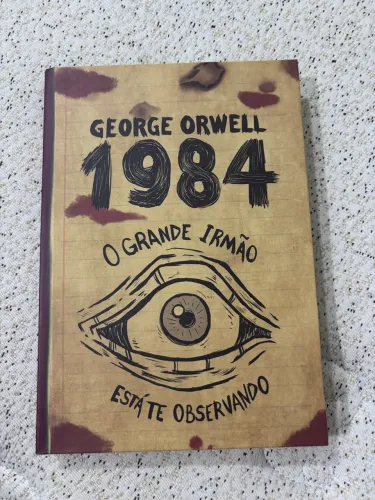 GEORGE ORWELL
1984
O GRANDE IRMÃO
ESTÁ TE OBSERVANDO